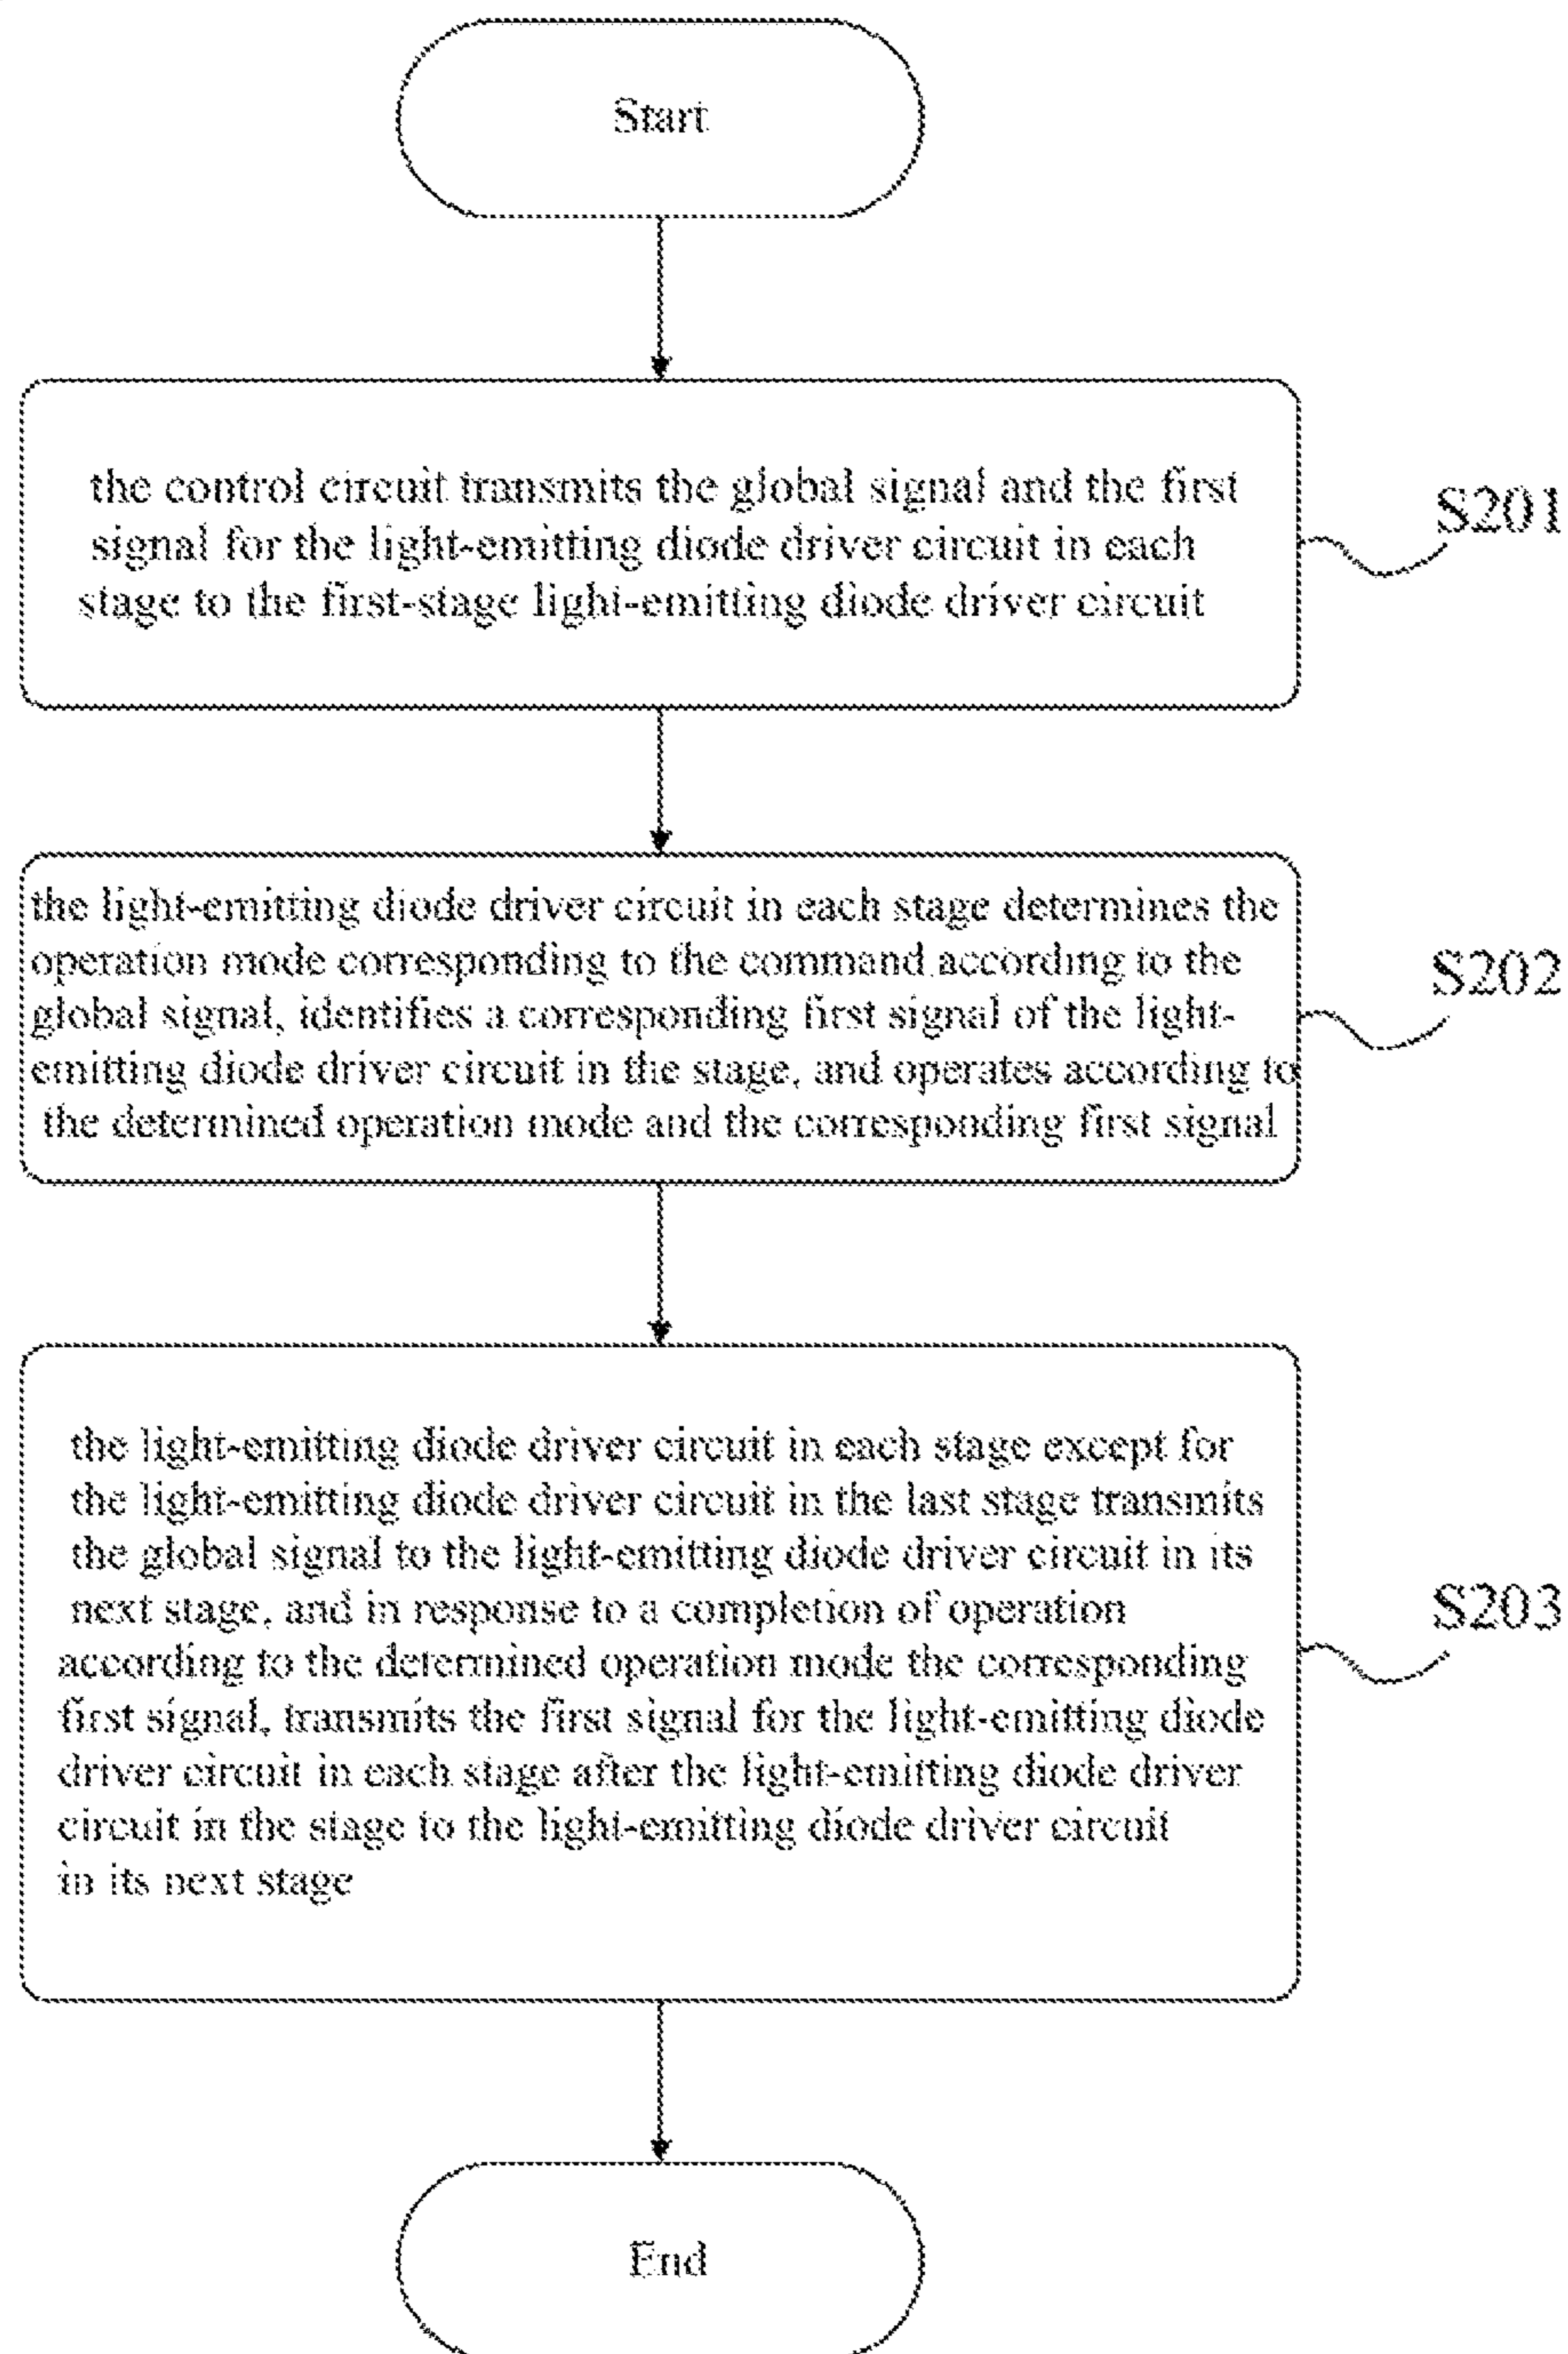 Start
the control circuit transmits the global signal and the first
signal for the light-emitting diode driver circuit in each
stage to the first-stage light-emitting diode driver circuit
S201
the light-emitting diode driver circuit in each stage determines the
operation mode corresponding to the command according to the
global signal, identifies a corresponding first signal of the light-
emitting diode driver circuit in the stage, and operates according to
the determined operation mode and the corresponding first signal
S202
the light-emitting diode driver circuit in each stage except for
the light-emitting diode driver circuit in the last stage transmits
the global signal to the light-emitting diode driver circuit in its
next stage, and in response to a completion of operation
according to the determined operation mode the corresponding
first signal, transmits the first signal for the light-emitting diode
driver circuit in each stage after the light-emitting diode driver
circuit in the stage to the light-emitting diode driver circuit
in its next stage
S203
End